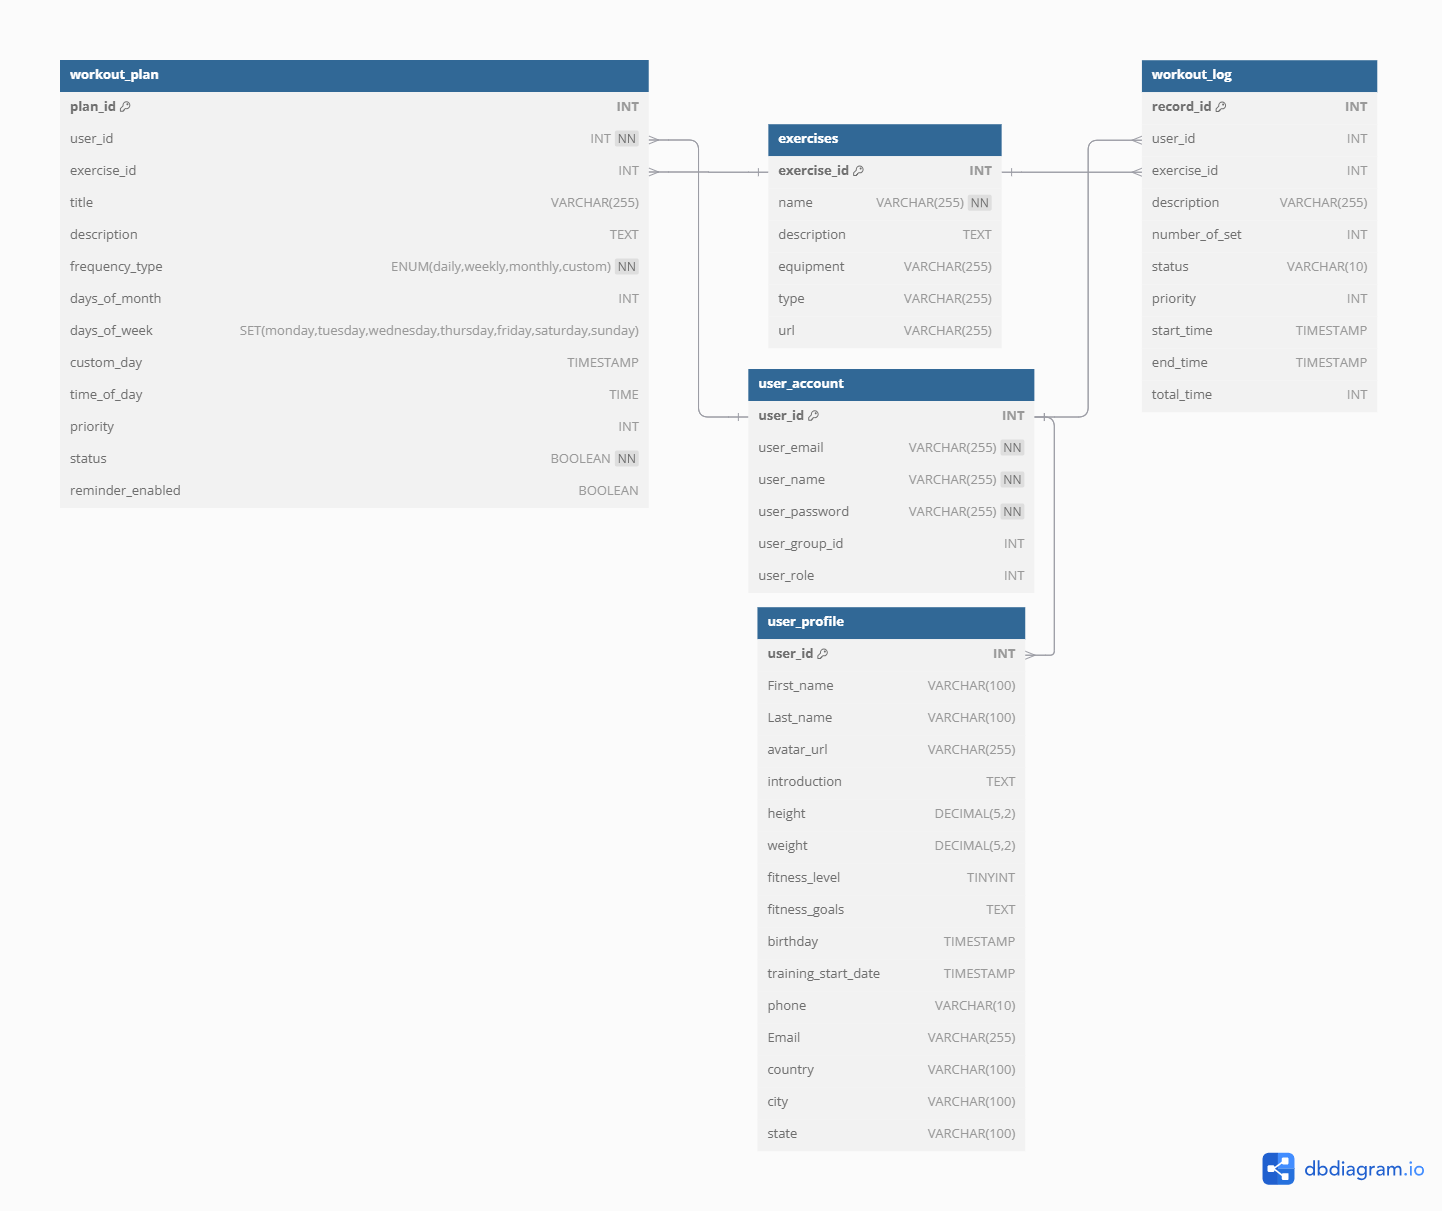 workout_plan
plan_id INT
user_id INT NN
exercise_id INT
title VARCHAR(255)
description TEXT
frequency_type ENUM(daily,weekly,monthly,custom) NN
days_of_month INT
days_of_week SET(monday,tuesday,wednesday,thursday,friday,saturday,sunday)
custom_day TIMESTAMP
time_of_day TIME
priority INT
status BOOLEAN NN
reminder_enabled BOOLEAN
exercises
exercise_id INT
name VARCHAR(255) NN
description TEXT
equipment VARCHAR(255)
type VARCHAR(255)
url VARCHAR(255)
user_account
user_id INT
user_email VARCHAR(255) NN
user_name VARCHAR(255) NN
user_password VARCHAR(255) NN
user_group_id INT
user_role INT
user_profile
user_id INT
First_name VARCHAR(100)
Last_name VARCHAR(100)
avatar_url VARCHAR(255)
introduction TEXT
height DECIMAL(5,2)
weight DECIMAL(5,2)
fitness_level TINYINT
fitness_goals TEXT
birthday TIMESTAMP
training_start_date TIMESTAMP
phone VARCHAR(10)
Email VARCHAR(255)
country VARCHAR(100)
city VARCHAR(100)
state VARCHAR(100)
workout_log
record_id INT
user_id INT
exercise_id INT
description VARCHAR(255)
number_of_set INT
status VARCHAR(10)
priority INT
start_time TIMESTAMP
end_time TIMESTAMP
total_time INT
dbdiagram.io